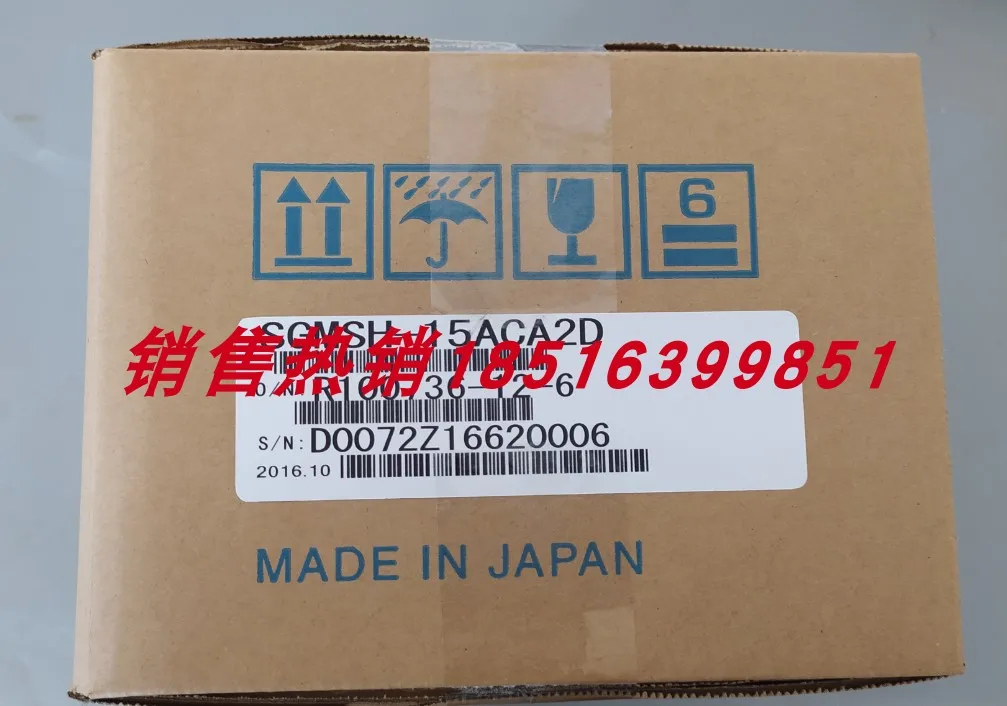 6
SGMSH-15ACA2D
销售热销18516399851
O/N R100736-12-6
S/N: D0072Z16620006
2016.10
MADE IN JAPAN